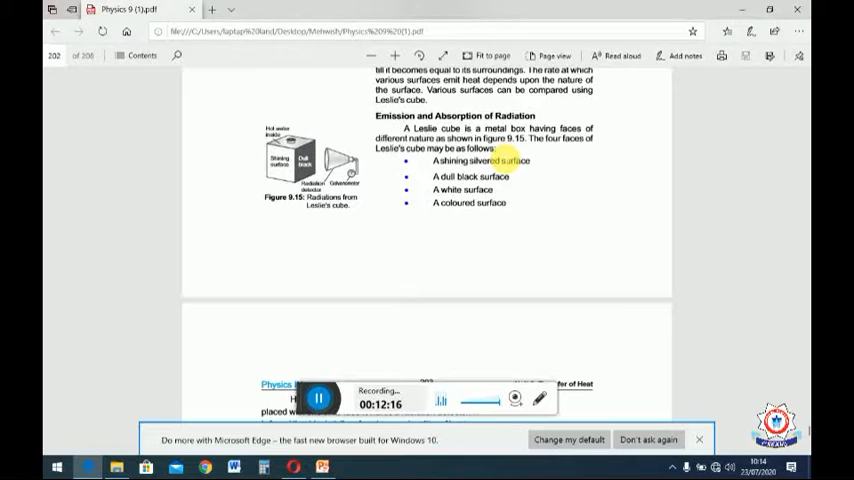 Physics 9 (1).pdf
file:///C:/Users/laptap%20land/Desktop/Mehwish/Physics%209%20(1).pdf
202 of 206 Contents Fit to page Page view Read aloud Add notes
till it becomes equal to its surroundings. The rate at which
various surfaces emit heat depends upon the nature of
the surface. Various surfaces can be compared using
Leslie's cube.
Emission and Absorption of Radiation
A Leslie cube is a metal box having faces of
different nature as shown in figure 9.15. The four faces of
Leslie's cube may be as follows:
• A shining silvered surface
• A dull black surface
• A white surface
• A coloured surface
Hot water
inside
Shining
surface
Dull
black
Radiation
detector
Galvanometer
Figure 9.15: Radiations from
Leslie's cube.
Physics
203
fer of Heat
Recording...
00:12:16
placed w
Do more with Microsoft Edge – the fast new browser built for Windows 10.
Change my default
Don't ask again
10:14
23/07/2020